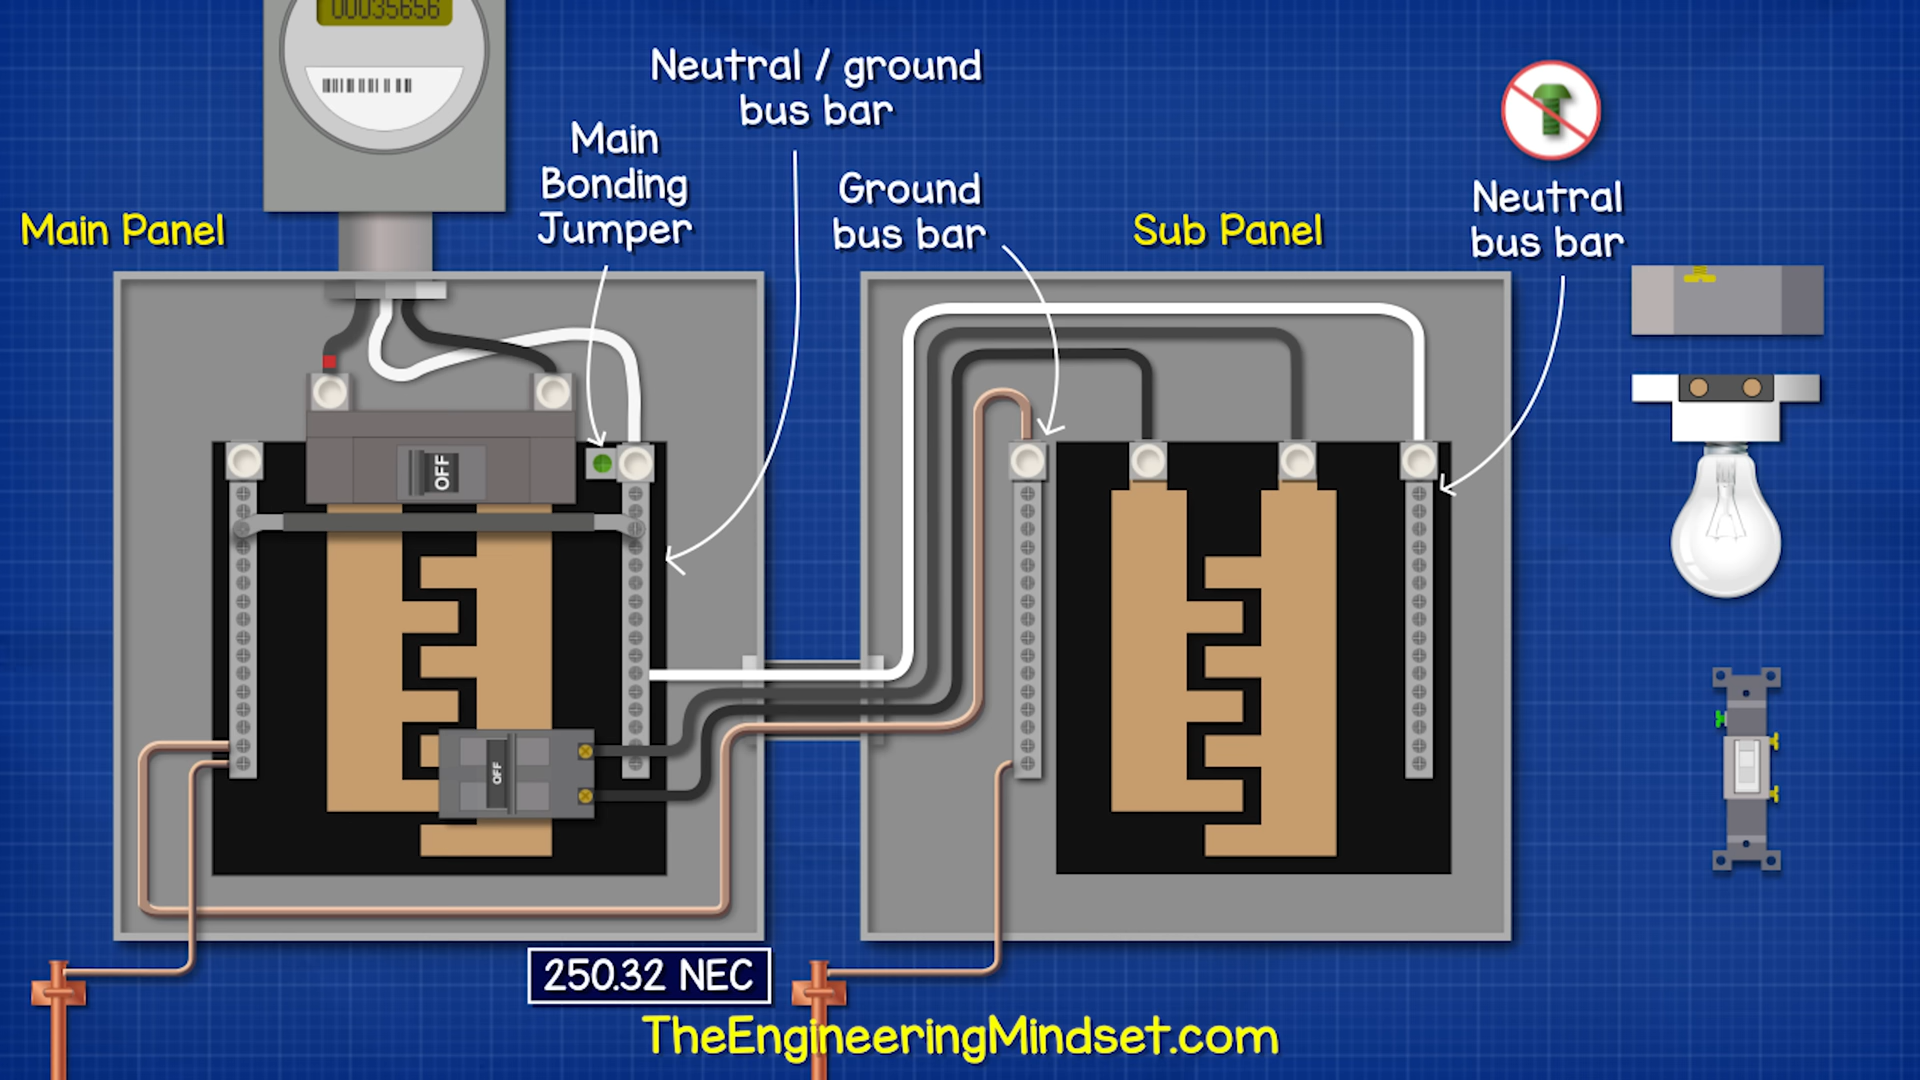 00035656
Neutral / ground
bus bar
Main
Bonding
Jumper
Ground
bus bar
Neutral
bus bar
Main Panel
Sub Panel
OFF
OFF
250.32 NEC
TheEngineeringMindset.com